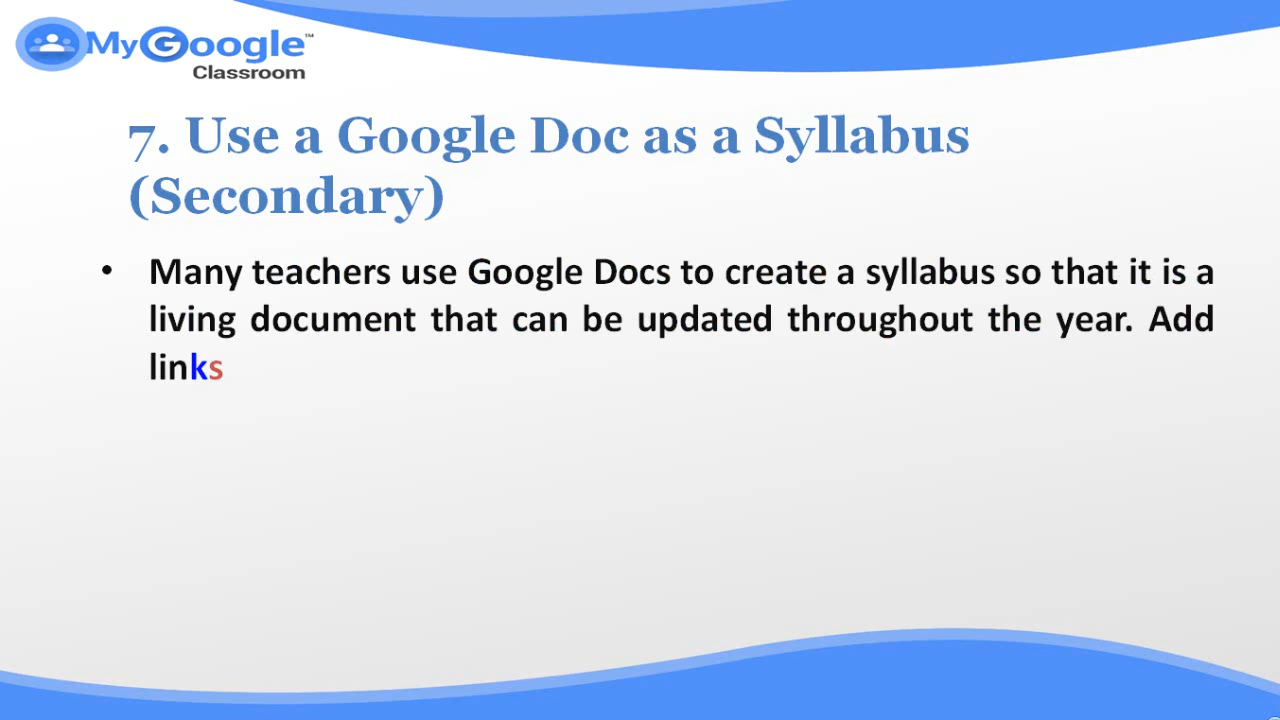 MyGoogle™
Classroom
7. Use a Google Doc as a Syllabus
(Secondary)
• Many teachers use Google Docs to create a syllabus so that it is a
living document that can be updated throughout the year. Add
links